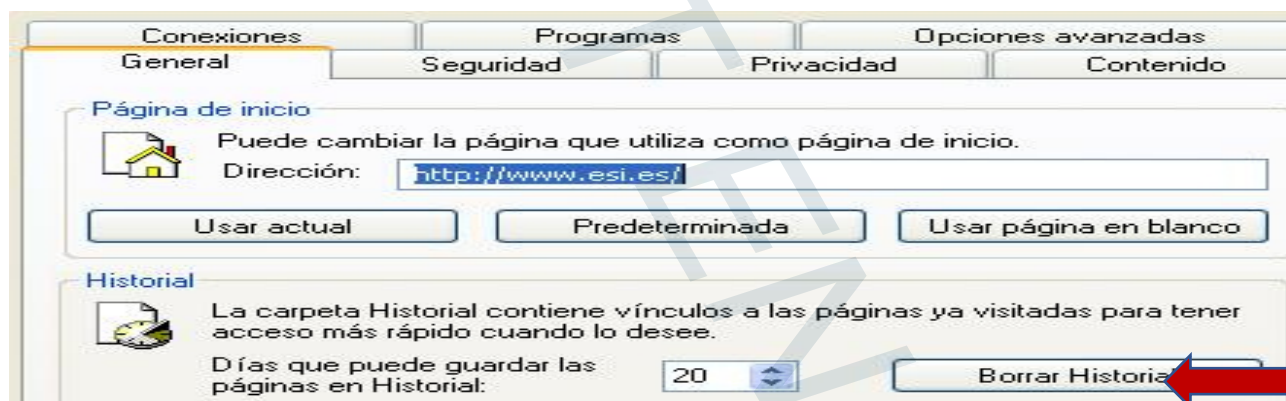 Conexiones Programas Opciones avanzadas
General Seguridad Privacidad Contenido
Página de inicio
Puede cambiar la página que utiliza como página de inicio.
Dirección: http://www.esi.es/
Usar actual Predeterminada Usar página en blanco
Historial
La carpeta Historial contiene vínculos a las páginas ya visitadas para tener
acceso más rápido cuando lo desee.
Días que puede guardar las
páginas en Historial: 20 Borrar Historial